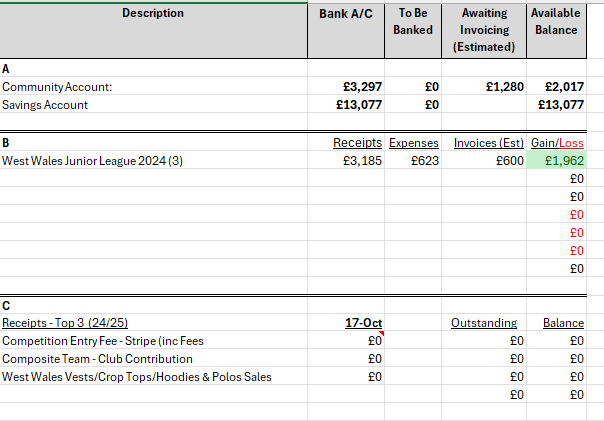 Description Bank A/C To Be Banked Awaiting Invoicing (Estimated) Available Balance
A
Community Account: £3,297 £0 £1,280 £2,017
Savings Account £13,077 £0 £13,077
B Receipts Expenses Invoices (Est) Gain/Loss
West Wales Junior League 2024 (3) £3,185 £623 £600 £1,962
£0
£0
£0
£0
£0
£0
C
Receipts - Top 3 (24/25) 17-Oct Outstanding Balance
Competition Entry Fee - Stripe (inc Fees £0 £0 £0
Composite Team - Club Contribution £0 £0 £0
West Wales Vests/Crop Tops/Hoodies & Polos Sales £0 £0 £0
£0 £0